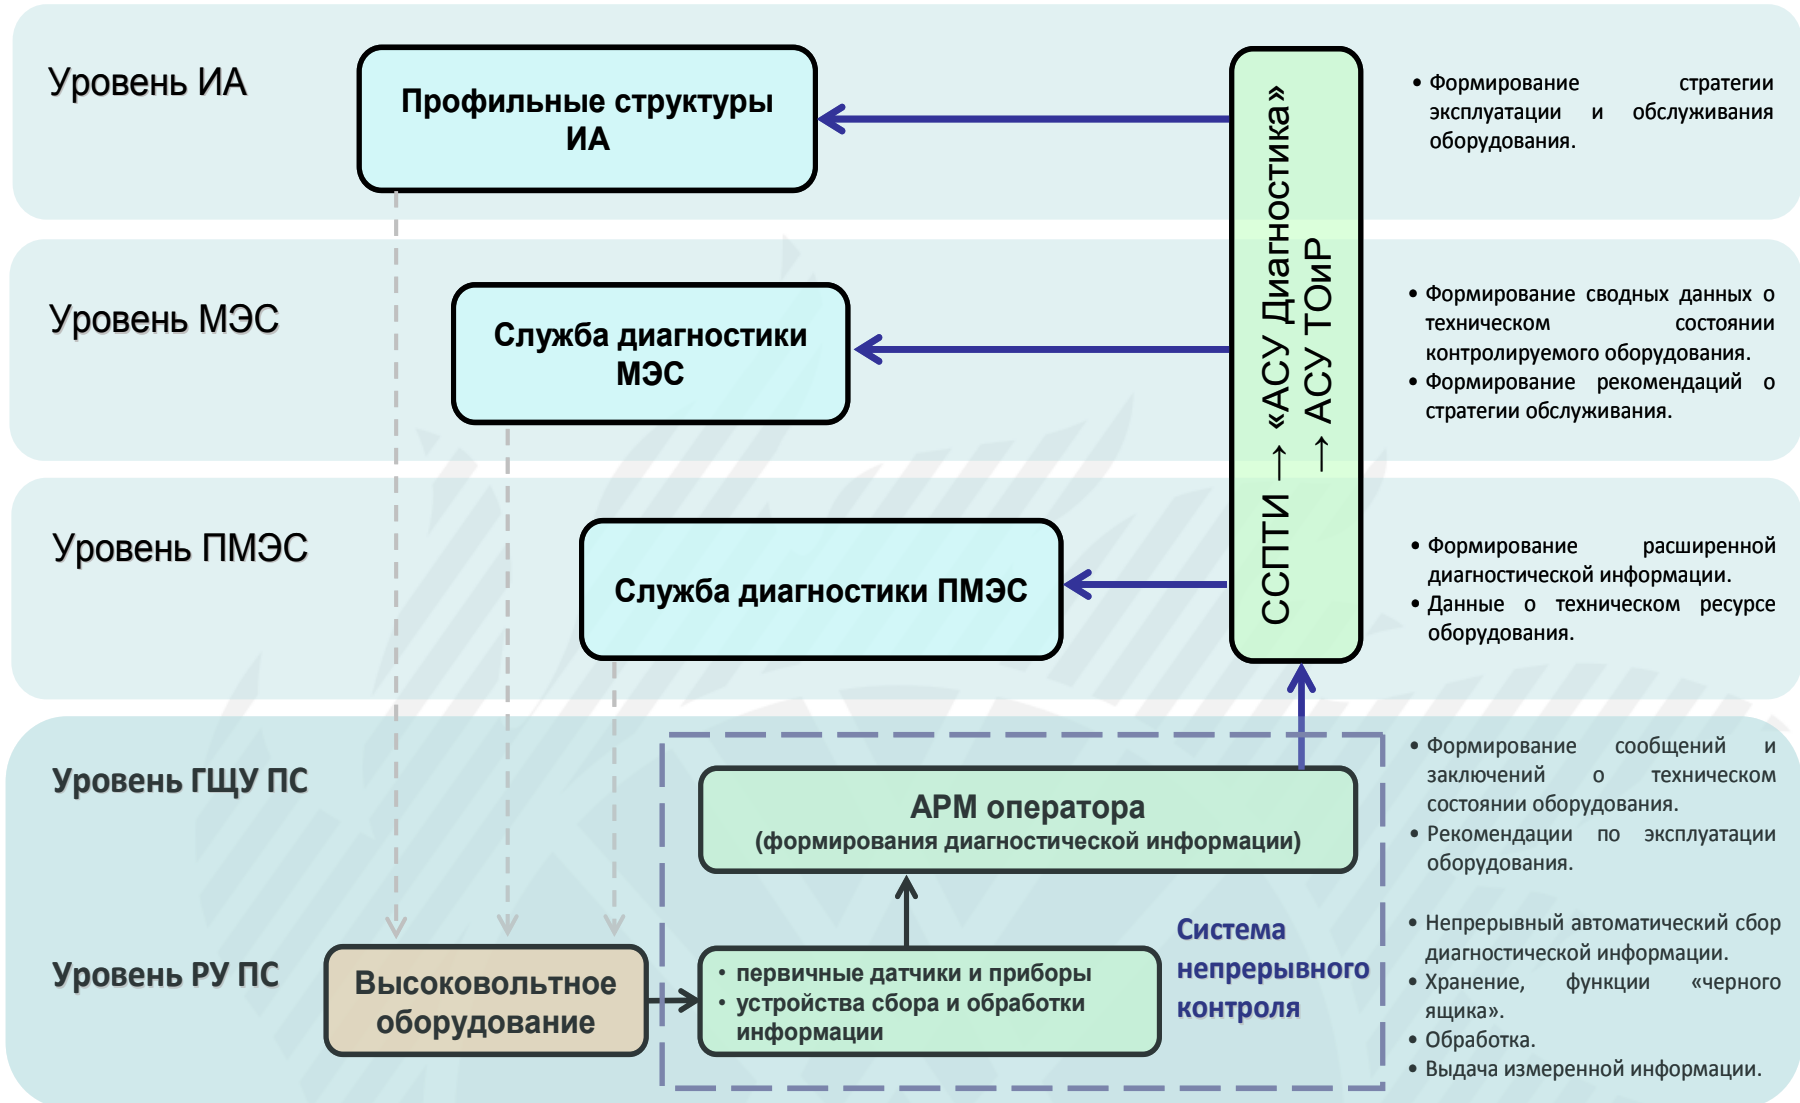 Уровень ИА
Профильные структуры
ИА
• Формирование стратегии
эксплуатации и обслуживания
оборудования.
ССПТИ → «АСУ Диагностика»
→ АСУ ТОиР
Уровень МЭС
Служба диагностики
МЭС
• Формирование сводных данных о
техническом состоянии
контролируемого оборудования.
• Формирование рекомендаций о
стратегии обслуживания.
Уровень ПМЭС
Служба диагностики ПМЭС
• Формирование расширенной
диагностической информации.
• Данные о техническом ресурсе
оборудования.
Уровень ГЩУ ПС
АРМ оператора
(формирования диагностической информации)
• Формирование сообщений и
заключений о техническом
состоянии оборудования.
• Рекомендации по эксплуатации
оборудования.
Уровень РУ ПС
Высоковольтное
оборудование
• первичные датчики и приборы
• устройства сбора и обработки
информации
Система
непрерывного
контроля
• Непрерывный автоматический сбор
диагностической информации.
• Хранение, функции «черного
ящика».
• Обработка.
• Выдача измеренной информации.